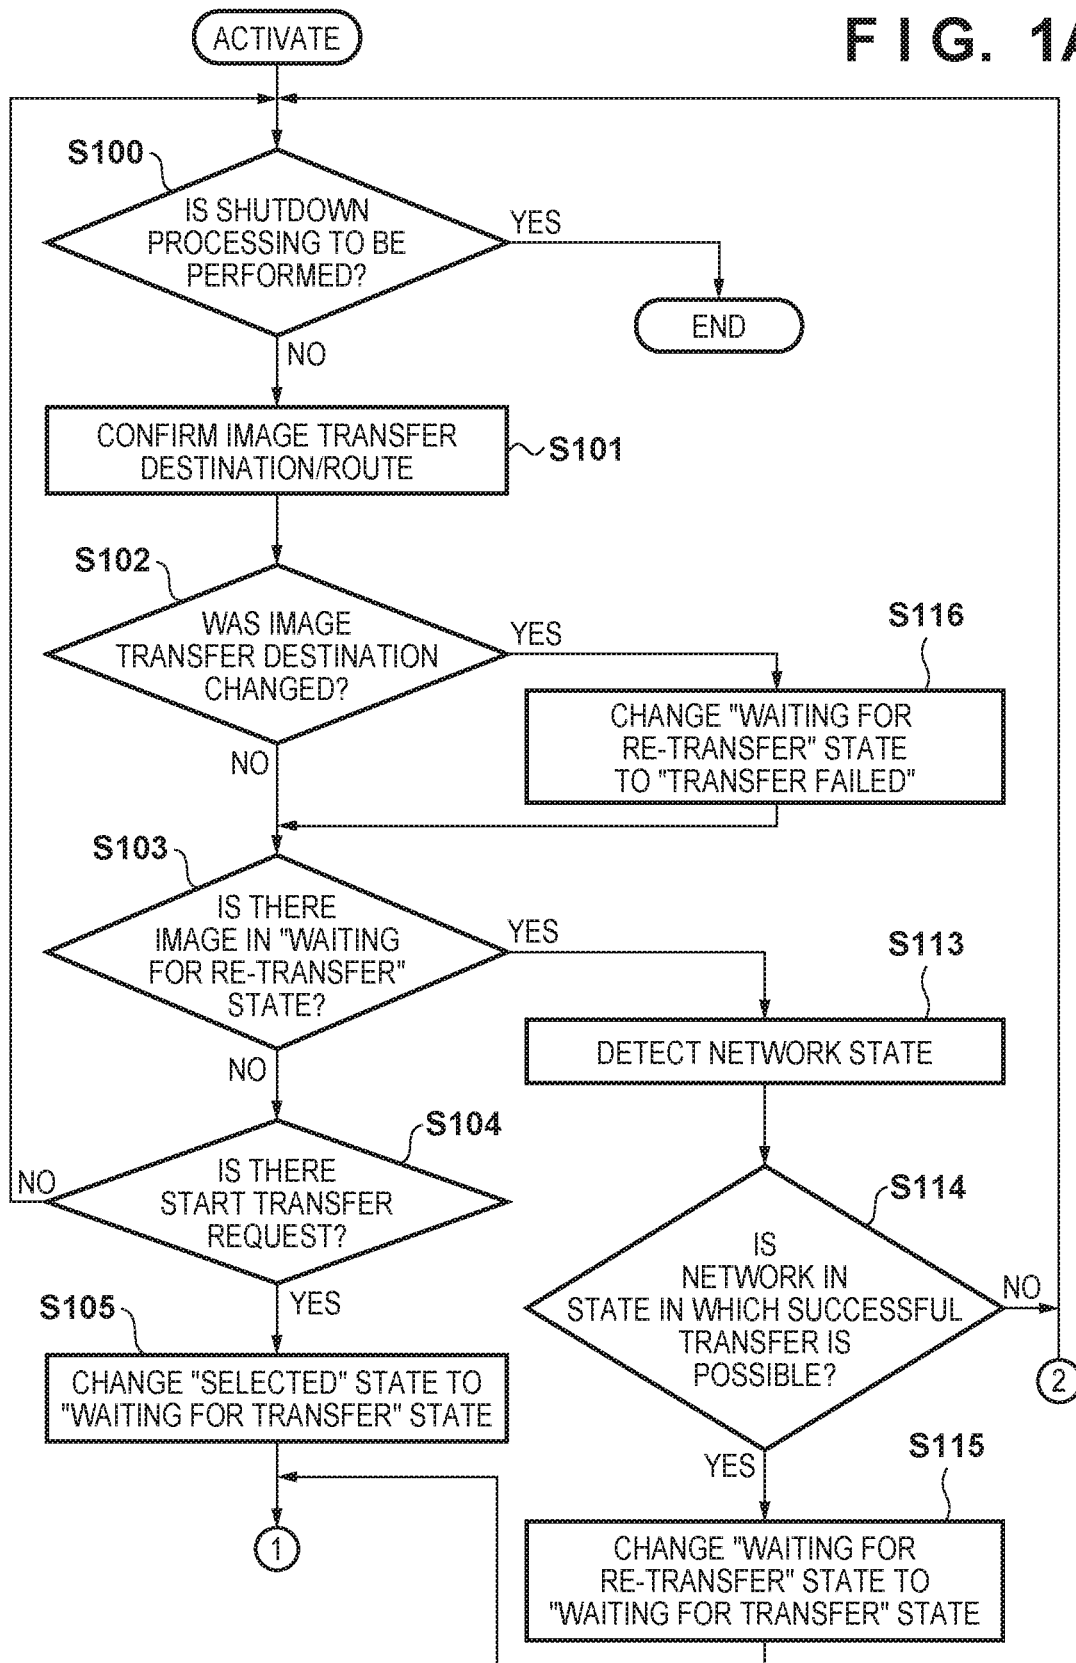 FIG. 1A
ACTIVATE
S100
IS SHUTDOWN
PROCESSING TO BE
PERFORMED?
YES
END
NO
CONFIRM IMAGE TRANSFER
DESTINATION/ROUTE
S101
S102
WAS IMAGE
TRANSFER DESTINATION
CHANGED?
YES
S116
CHANGE "WAITING FOR
RE-TRANSFER" STATE
TO "TRANSFER FAILED"
NO
S103
IS THERE
IMAGE IN "WAITING
FOR RE-TRANSFER"
STATE?
YES
S113
DETECT NETWORK STATE
NO
S104
IS THERE
START TRANSFER
REQUEST?
NO
YES
S114
IS
NETWORK IN
STATE IN WHICH SUCCESSFUL
TRANSFER IS
POSSIBLE?
NO
2
S105
CHANGE "SELECTED" STATE TO
"WAITING FOR TRANSFER" STATE
1
YES
S115
CHANGE "WAITING FOR
RE-TRANSFER" STATE TO
"WAITING FOR TRANSFER" STATE